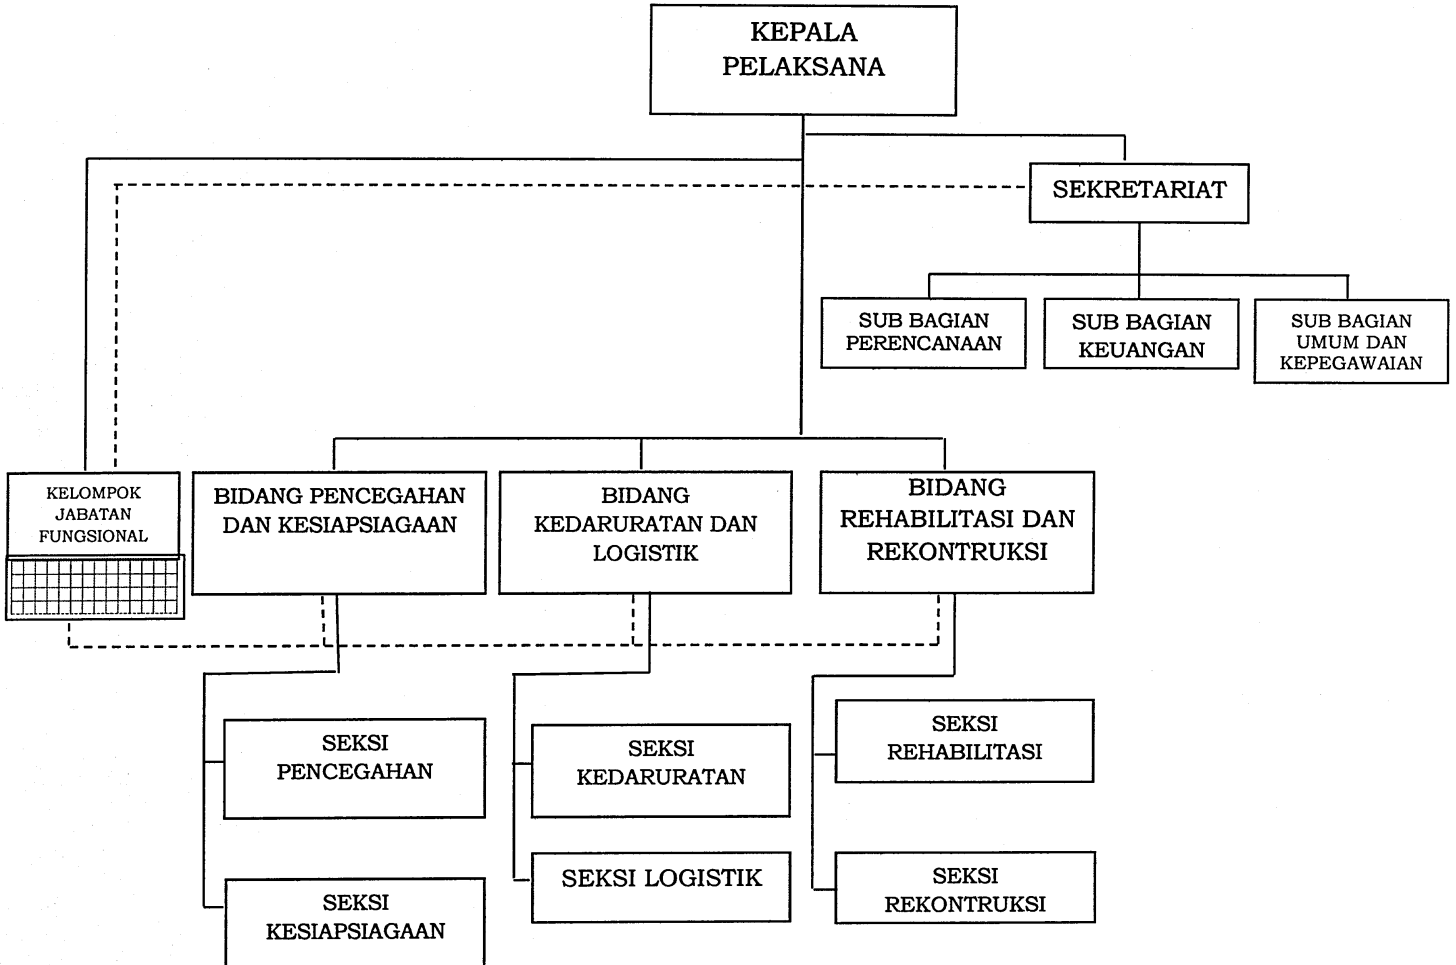 KEPALA
PELAKSANA
SEKRETARIAT
SUB BAGIAN
PERENCANAAN
SUB BAGIAN
KEUANGAN
SUB BAGIAN
UMUM DAN
KEPEGAWAIAN
KELOMPOK
JABATAN
FUNGSIONAL
BIDANG PENCEGAHAN
DAN KESIAPSIAGAAN
BIDANG
KEDARURATAN DAN
LOGISTIK
BIDANG
REHABILITASI DAN
REKONTRUKSI
SEKSI
PENCEGAHAN
SEKSI
KEDARURATAN
SEKSI
REHABILITASI
SEKSI
KESIAPSIAGAAN
SEKSI LOGISTIK
SEKSI
REKONTRUKSI